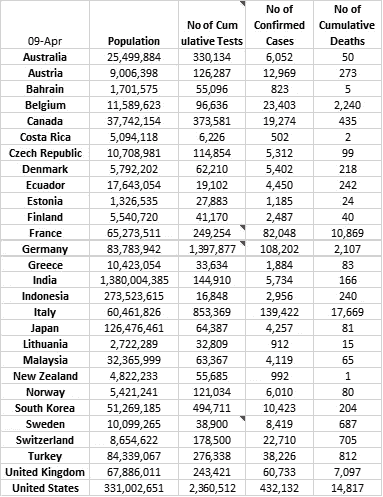 09-Apr Population No of Cum ulative Tests No of Confirmed Cases No of Cumulative Deaths
Australia 25,499,884 330,134 6,052 50
Austria 9,006,398 126,287 12,969 273
Bahrain 1,701,575 55,096 823 5
Belgium 11,589,623 96,636 23,403 2,240
Canada 37,742,154 373,581 19,274 435
Costa Rica 5,094,118 6,226 502 2
Czech Republic 10,708,981 114,854 5,312 99
Denmark 5,792,202 62,210 5,402 218
Ecuador 17,643,054 19,102 4,450 242
Estonia 1,326,535 27,883 1,185 24
Finland 5,540,720 41,170 2,487 40
France 65,273,511 249,254 82,048 10,869
Germany 83,783,942 1,397,877 108,202 2,107
Greece 10,423,054 33,634 1,884 83
India 1,380,004,385 144,910 5,734 166
Indonesia 273,523,615 16,848 2,956 240
Italy 60,461,826 853,369 139,422 17,669
Japan 126,476,461 64,387 4,257 81
Lithuania 2,722,289 32,809 912 15
Malaysia 32,365,999 63,367 4,119 65
New Zealand 4,822,233 55,685 992 1
Norway 5,421,241 121,034 6,010 80
South Korea 51,269,185 494,711 10,423 204
Sweden 10,099,265 38,900 8,419 687
Switzerland 8,654,622 178,500 22,710 705
Turkey 84,339,067 276,338 38,226 812
United Kingdom 67,886,011 243,421 60,733 7,097
United States 331,002,651 2,360,512 432,132 14,817